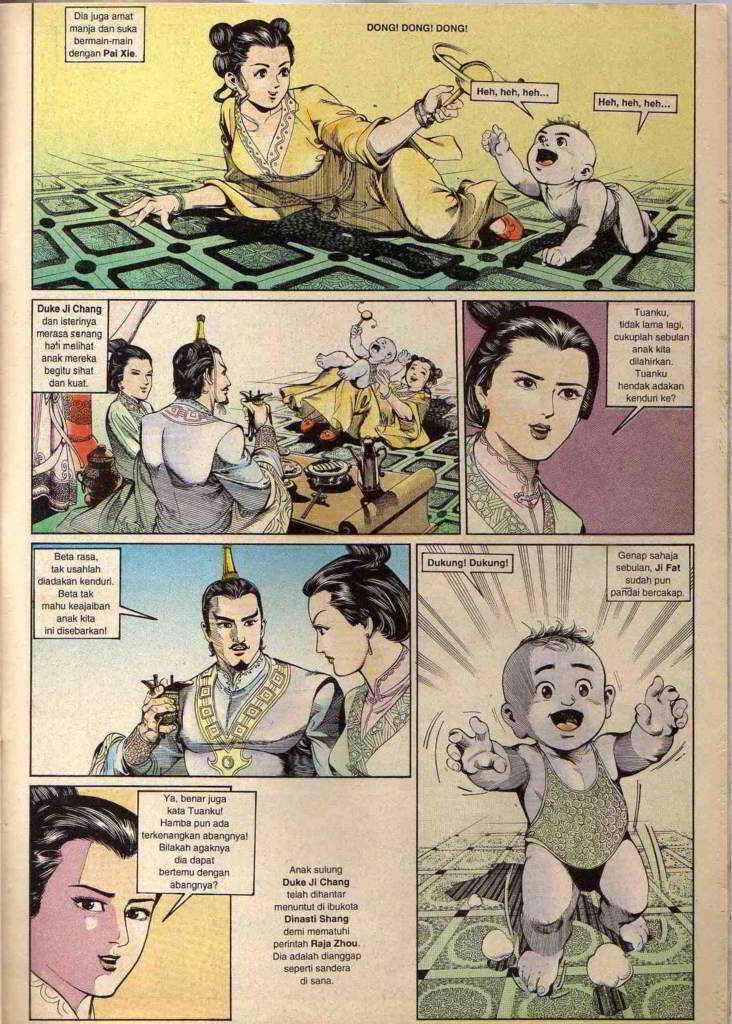 Dia juga amat
manja dan suka
bermain-main
dengan Pai Xie.
DONG! DONG! DONG!
Heh, heh, heh...
Heh, heh, heh...
Duke Ji Chang
dan isterinya
merasa senang
hati melihat
anak mereka
begitu sihat
dan kuat.
Tuanku,
tidak lama lagi,
cukuplah sebulan
anak kita
dilahirkan.
Tuanku
hendak adakan
kenduri ke?
Beta rasa,
tak usahlah
diadakan kenduri.
Beta tak
mahu keajaiban
anak kita
ini disebarkan!
Dukung! Dukung!
Genap sahaja
sebulan, Ji Fat
sudah pun
pandai bercakap.
Ya, benar juga
kata Tuanku!
Hamba pun ada
terkenangkan abangnya!
Bilakah agaknya
dia dapat
bertemu dengan
abangnya?
Anak sulung
Duke Ji Chang
telah dihantar
menuntut di ibukota
Dinasti Shang
demi mematuhi
perintah Raja Zhou.
Dia adalah dianggap
seperti sandera
di sana.